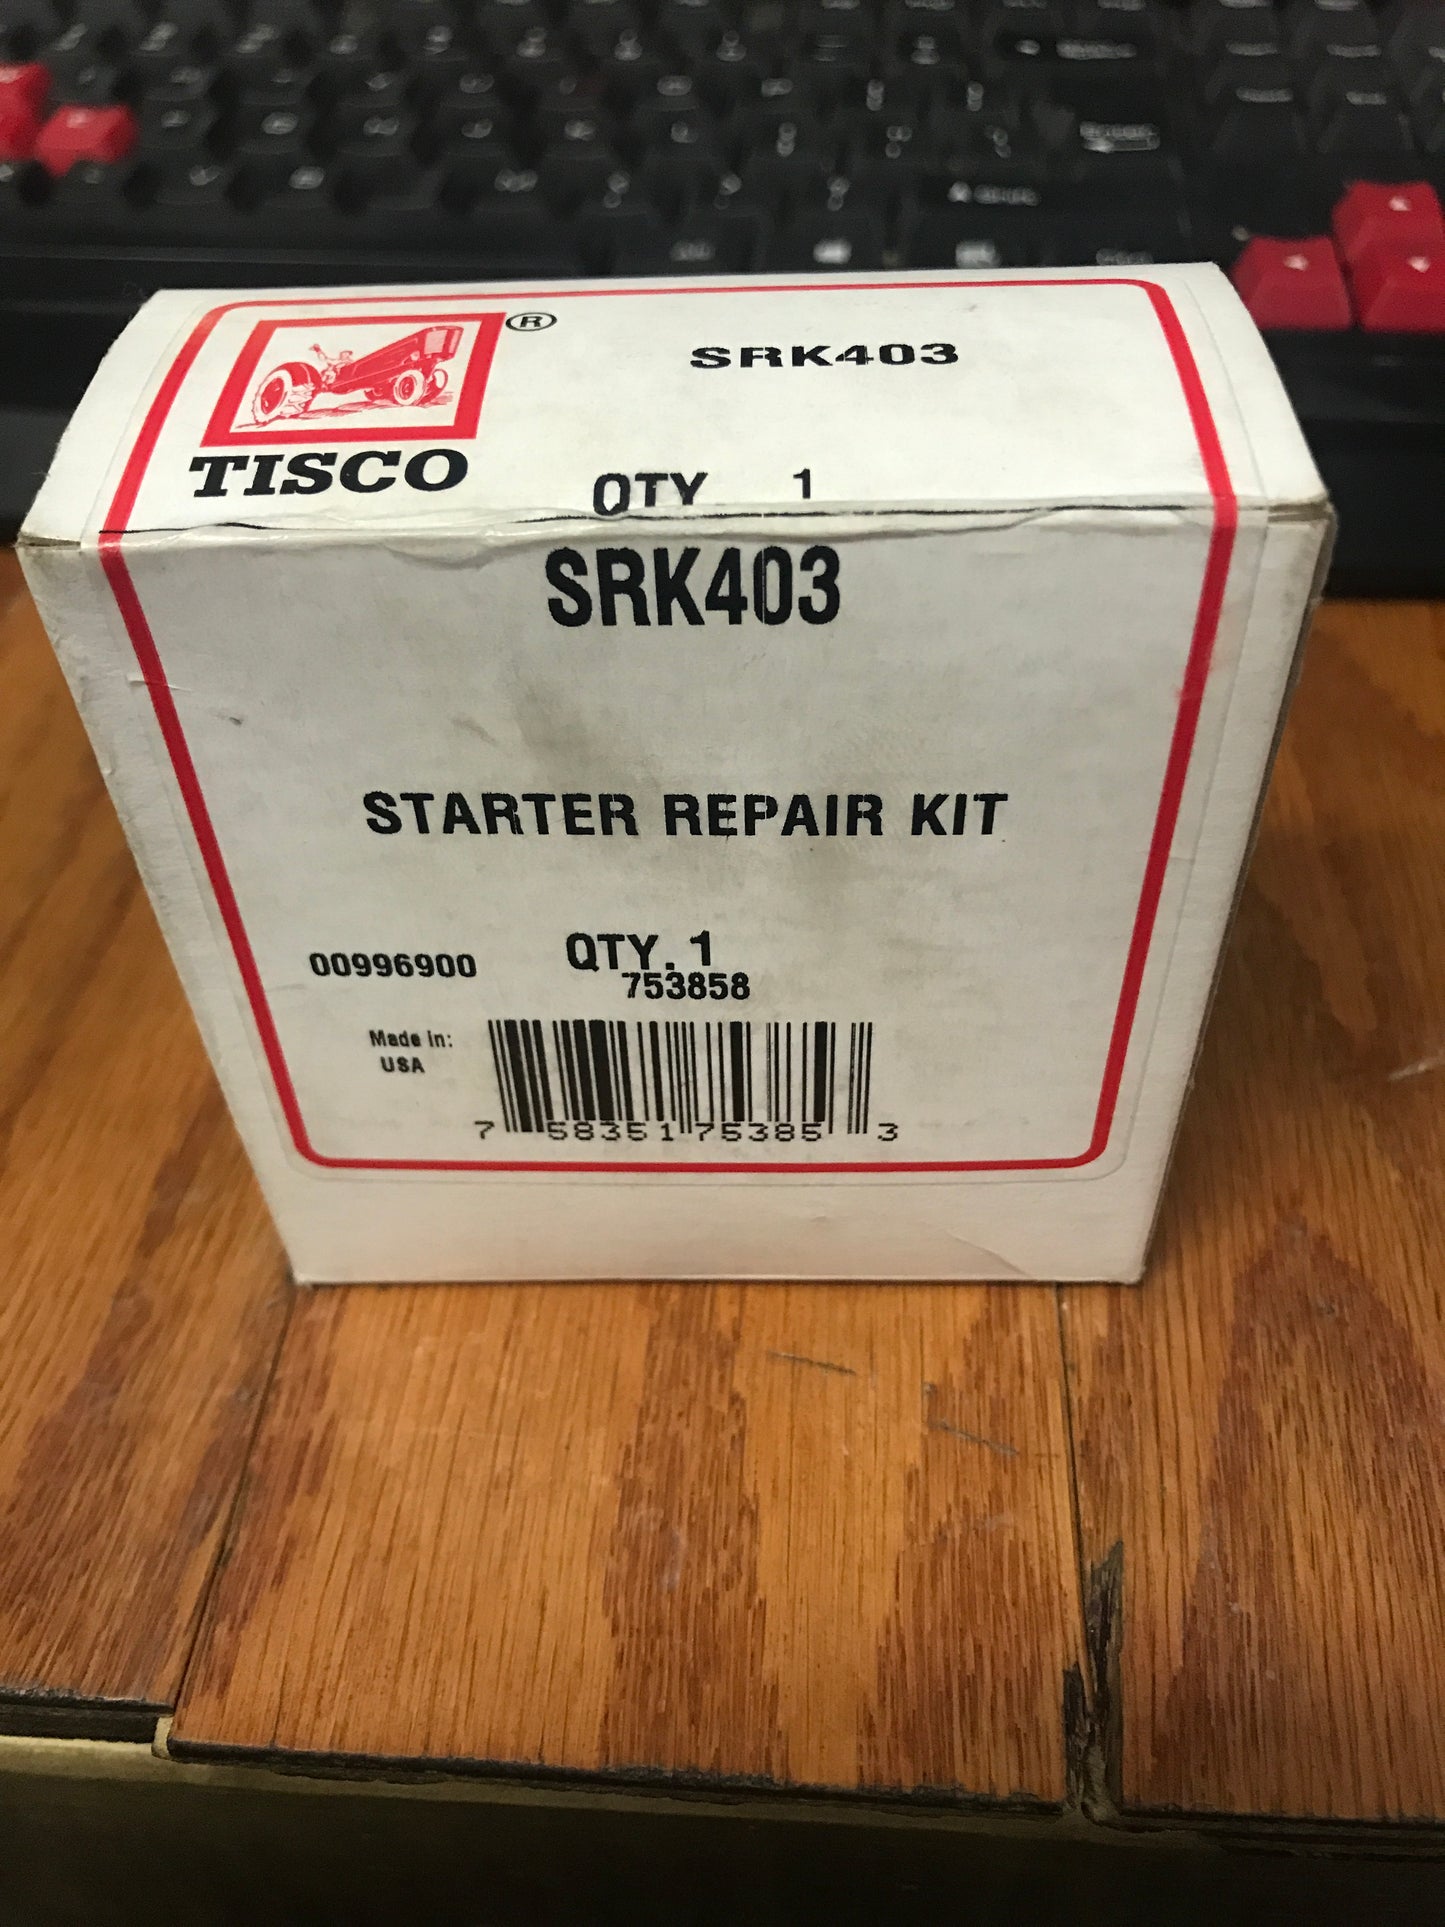 ®
SRK403
TISCO
QTY 1
SRK403
STARTER REPAIR KIT
00996900
QTY. 1
753858
Made in:
USA
7 58351 75385 3